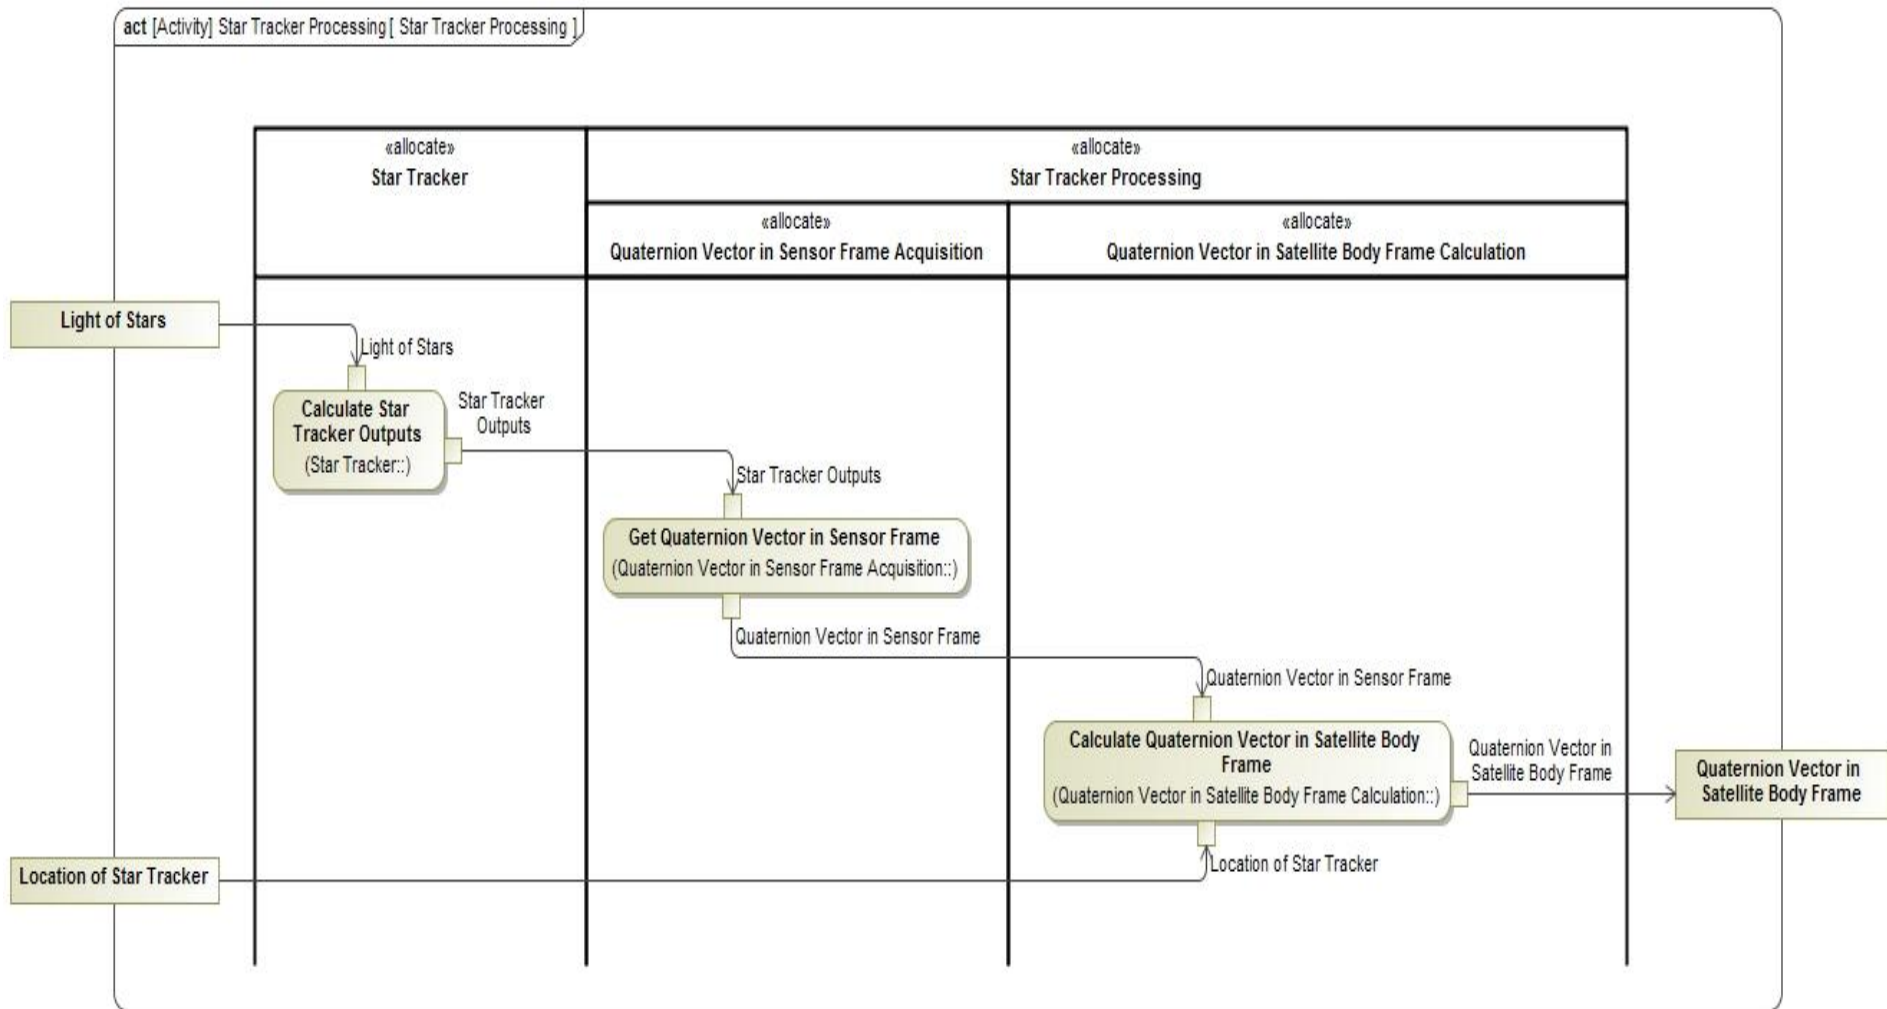 act [Activity] Star Tracker Processing [ Star Tracker Processing ]
«allocate»
Star Tracker
«allocate»
Star Tracker Processing
«allocate»
Quaternion Vector in Sensor Frame Acquisition
«allocate»
Quaternion Vector in Satellite Body Frame Calculation
Light of Stars
Light of Stars
Calculate Star
Tracker Outputs
(Star Tracker::)
Star Tracker
Outputs
Star Tracker Outputs
Get Quaternion Vector in Sensor Frame
(Quaternion Vector in Sensor Frame Acquisition::)
Quaternion Vector in Sensor Frame
Quaternion Vector in Sensor Frame
Calculate Quaternion Vector in Satellite Body
Frame
(Quaternion Vector in Satellite Body Frame Calculation::)
Quaternion Vector in
Satellite Body Frame
Quaternion Vector in
Satellite Body Frame
Location of Star Tracker
Location of Star Tracker